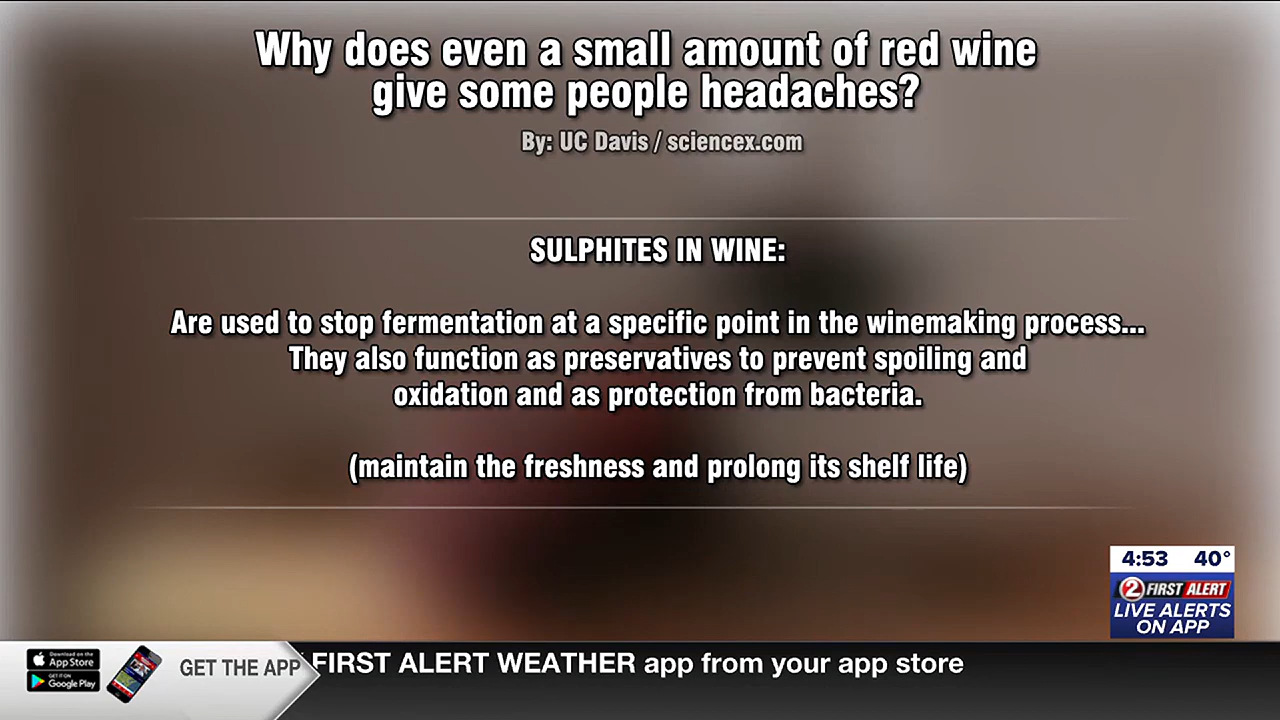 Why does even a small amount of red wine
give some people headaches?
By: UC Davis / sciencex.com
SULPHITES IN WINE:
Are used to stop fermentation at a specific point in the winemaking process...
They also function as preservatives to prevent spoiling and
oxidation and as protection from bacteria.
(maintain the freshness and prolong its shelf life)
4:53 40°
2 FIRST ALERT
LIVE ALERTS
ON APP
Download on the
App Store
GET IT ON
Google Play
GET THE APP
FIRST ALERT WEATHER app from your app store